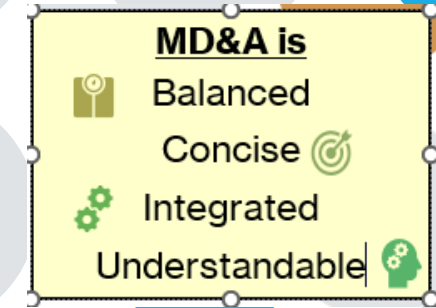 MD&A is
Balanced
Concise
Integrated
Understandable